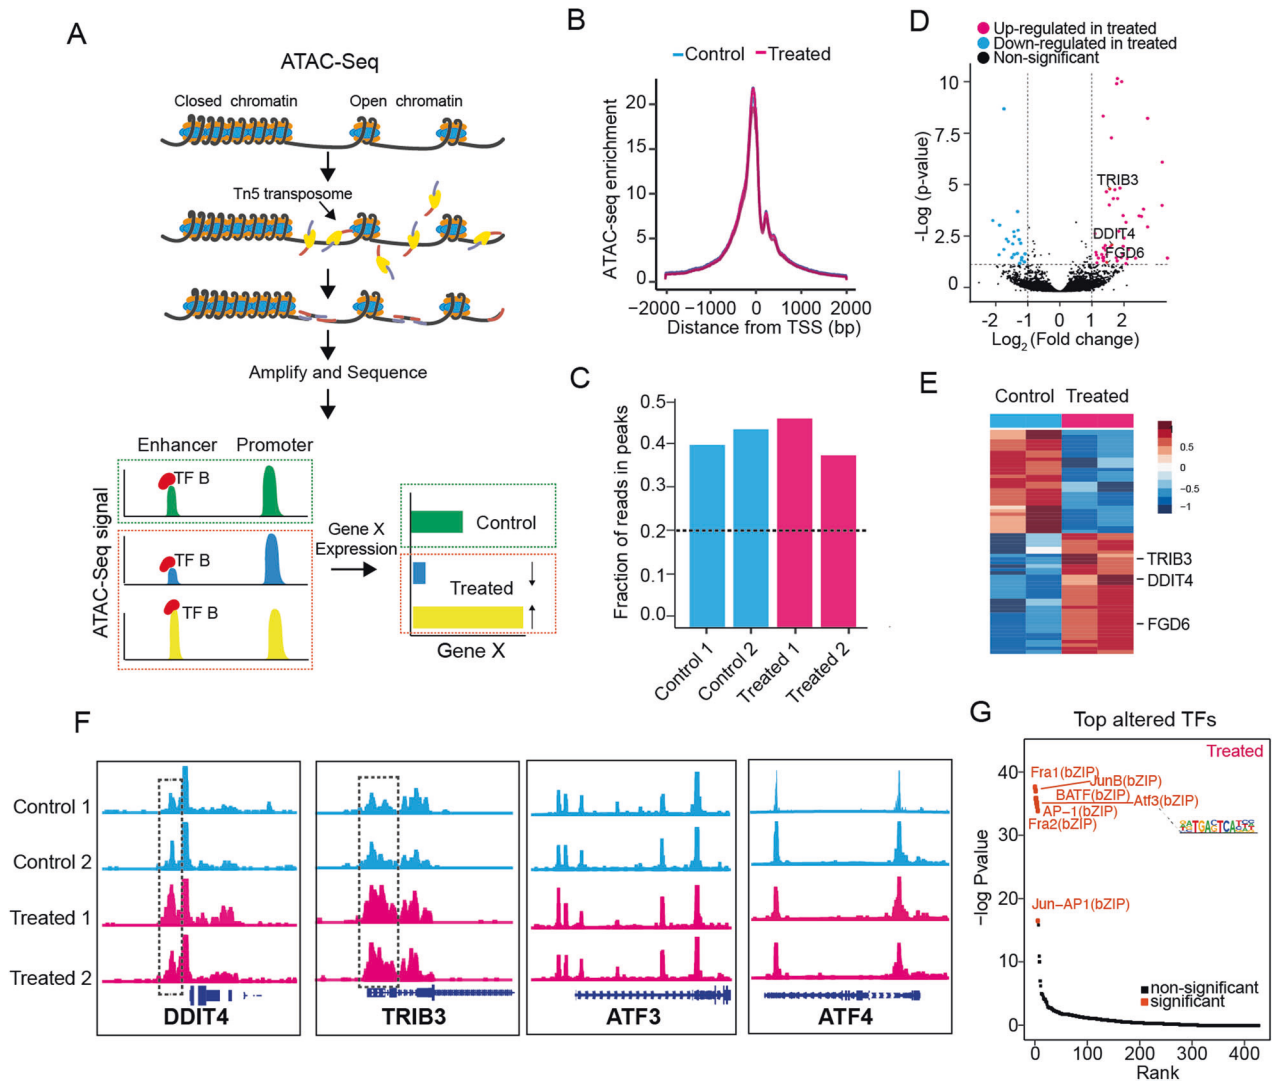 A
ATAC-Seq
Closed chromatin
Open chromatin
Tn5 transposome
Amplify and Sequence
Enhancer
Promoter
TF B
TF B
TF B
ATAC-Seq signal
Gene X
Expression
Control
Treated
Gene X
B
Control
Treated
ATAC-seq enrichment
20
15
10
5
0
−2000
−1000
0
1000
2000
Distance from TSS (bp)
C
Fraction of reads in peaks
0.5
0.4
0.3
0.2
0.1
0.0
Control 1
Control 2
Treated 1
Treated 2
D
Up-regulated in treated
Down-regulated in treated
Non-significant
-Log (p-value)
10
7.5
5
2.5
0
TRIB3
DDIT4
FGD6
-2
-1
0
1
2
Log2 (Fold change)
E
Control
Treated
0.5
0
−0.5
−1
TRIB3
DDIT4
FGD6
F
Control 1
Control 2
Treated 1
Treated 2
DDIT4
TRIB3
ATF3
ATF4
G
Top altered TFs
Treated
−log Pvalue
40
30
20
10
0
Fra1(bZIP)
JunB(bZIP)
BATF(bZIP)
Atf3(bZIP)
AP-1(bZIP)
Fra2(bZIP)
Jun−AP1(bZIP)
non-significant
significant
0
100
200
300
400
Rank